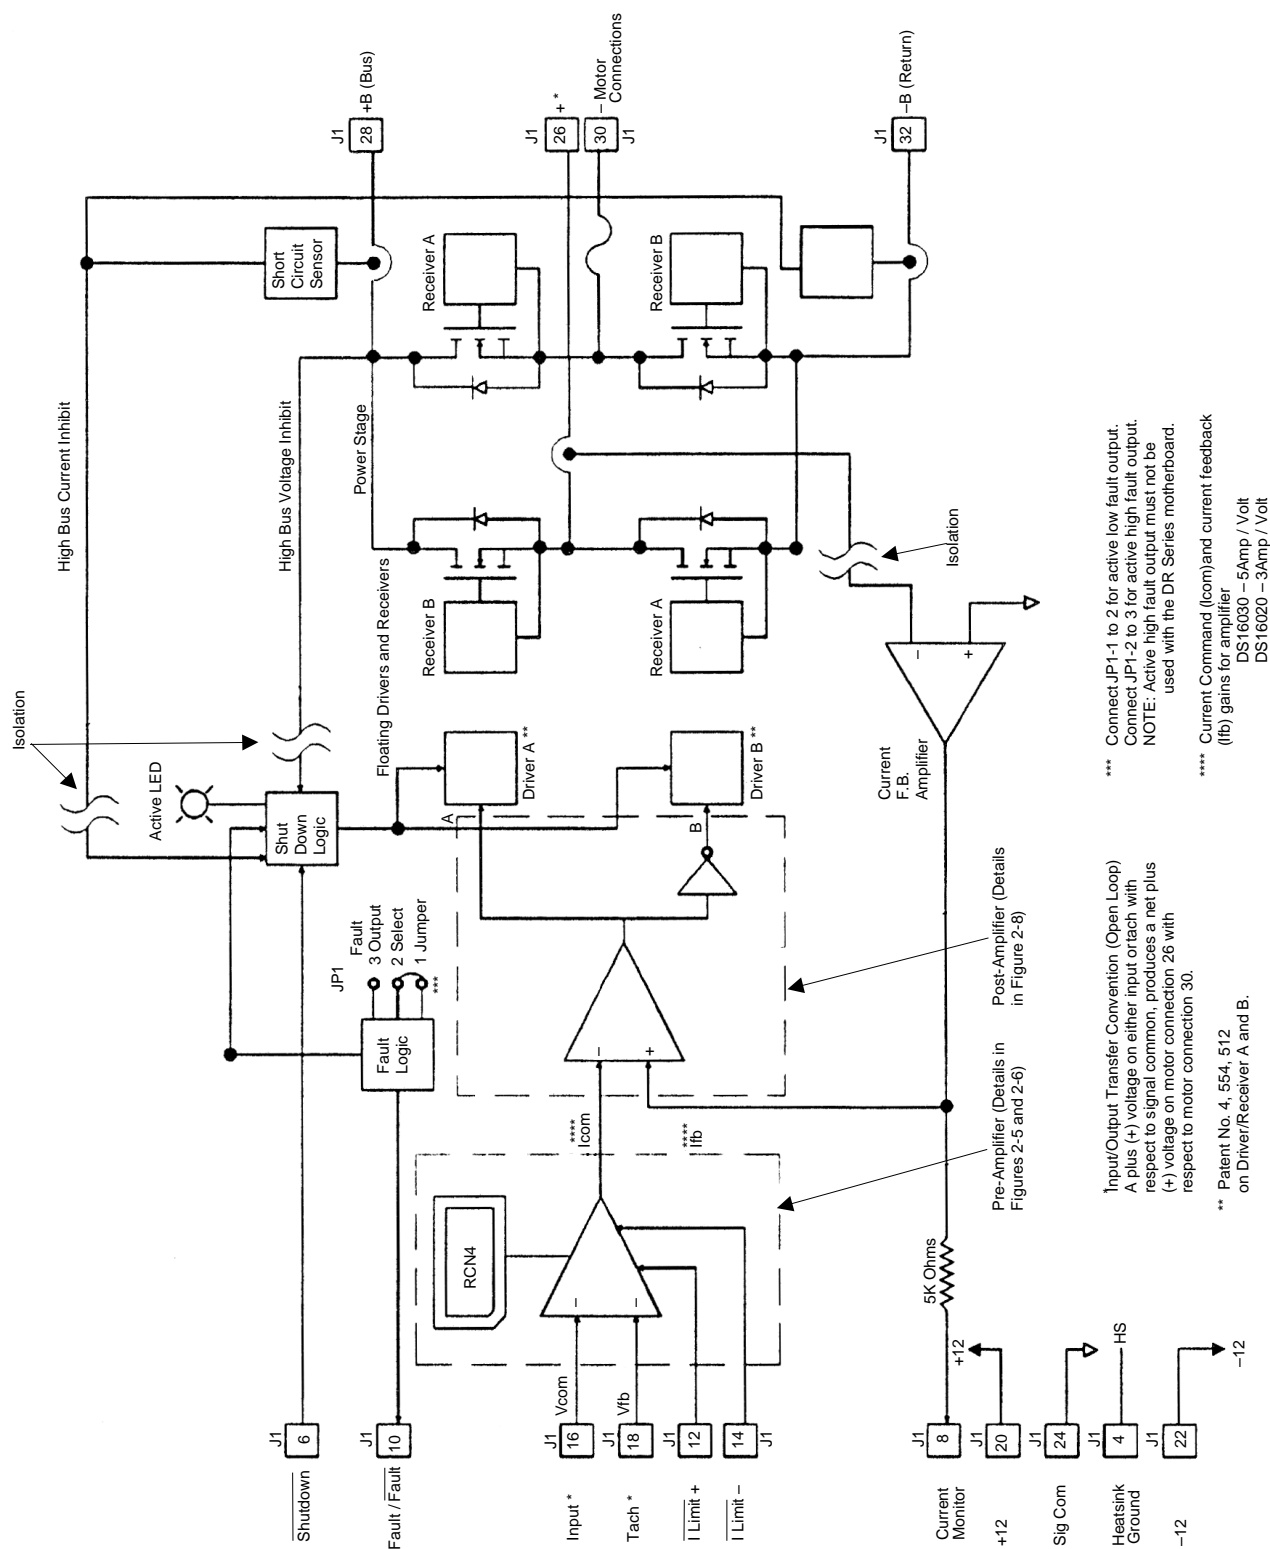 High Bus Current Inhibit
High Bus Voltage Inhibit
Isolation
Active LED
Shut
Down
Logic
Short
Circuit
Sensor
J1
28
+B (Bus)
Power Stage
Floating Drivers and Receivers
Receiver B
Receiver A
Receiver A
Receiver B
J1
26
+ *
30
J1
– Motor
Connections
J1
32
–B (Return)
Isolation
J1
6
Shutdown
J1
10
Fault / Fault
Fault
Logic
JP1
Fault
3 Output
2 Select
1 Jumper
***
A
Driver A **
B
Driver B **
RCN4
J1
16
Input *
Vcom
J1
18
Tach *
Vfb
J1
12
I Limit +
14
J1
I Limit –
–
–
****
Icom
****
Ifb
–
+
Current
F.B.
Amplifier
–
+
Pre-Amplifier (Details in
Figures 2-5 and 2-6)
Post-Amplifier (Details
in Figure 2-8)
5K Ohms
J1
8
Current
Monitor
J1
20
+12
+12
J1
24
Sig Com
J1
4
HS
Heatsink
Ground
J1
22
–12
–12
*Input/Output Transfer Convention (Open Loop)
A plus (+) voltage on either input ortach with
respect to signal common, produces a net plus
(+) voltage on motor connection 26 with
respect to motor connection 30.
** Patent No. 4, 554, 512
on Driver/Receiver A and B.
*** Connect JP1-1 to 2 for active low fault output.
Connect JP1-2 to 3 for active high fault output.
NOTE: Active high fault output must not be
used with the DR Series motherboard.
**** Current Command (Icom)and current feedback
(Ifb) gains for amplifier
DS16030 – 5Amp / Volt
DS16020 – 3Amp / Volt